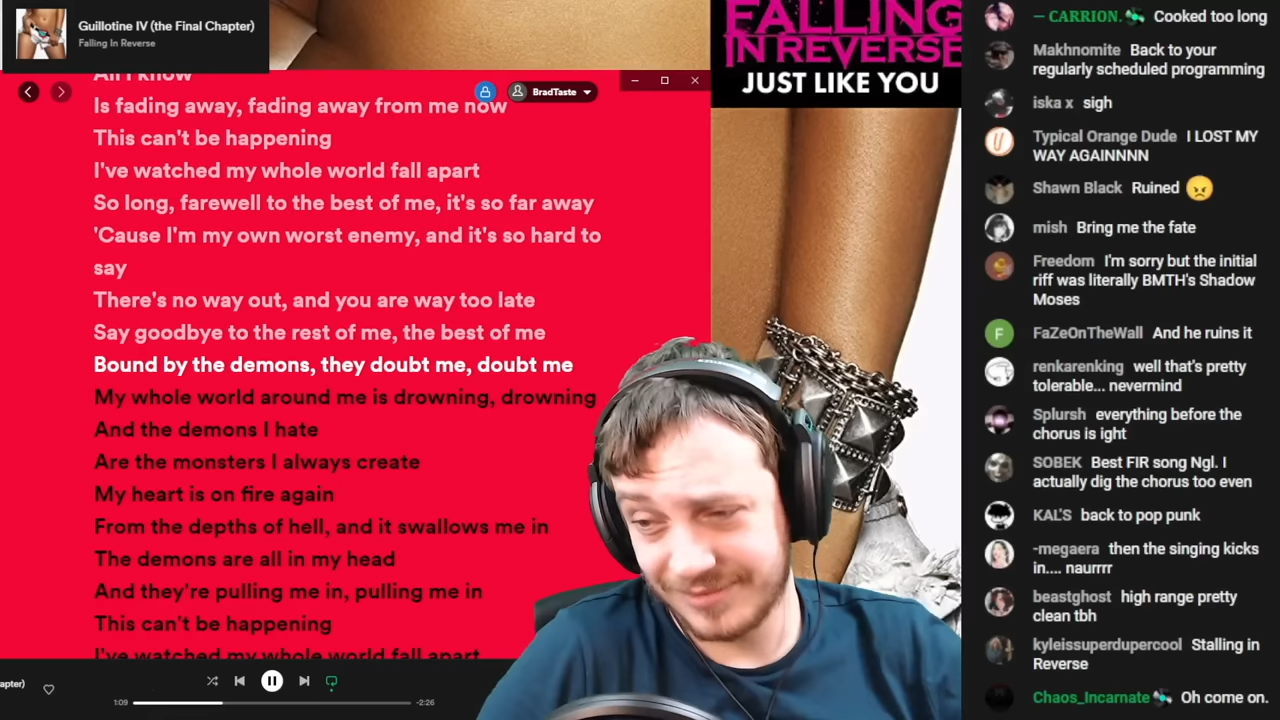 Guillotine IV (the Final Chapter)
Falling In Reverse
All I know
BradTaste
Is fading away, fading away from me now
This can't be happening
I've watched my whole world fall apart
So long, farewell to the best of me, it's so far away
'Cause I'm my own worst enemy, and it's so hard to
say
There's no way out, and you are way too late
Say goodbye to the rest of me, the best of me
Bound by the demons, they doubt me, doubt me
My whole world around me is drowning, drowning
And the demons I hate
Are the monsters I always create
My heart is on fire again
From the depths of hell, and it swallows me in
The demons are all in my head
And they're pulling me in, pulling me in
This can't be happening
I've watched my whole world fall apart
apter)
1:09
-2:26
FALLING
IN REVERSE
JUST LIKE YOU
— CARRION. Cooked too long
Makhnomite Back to your
regularly scheduled programming
iska x sigh
U
Typical Orange Dude I LOST MY
WAY AGAINNNN
Shawn Black Ruined 😠
mish Bring me the fate
Freedom I'm sorry but the initial
riff was literally BMTH's Shadow
Moses
F
FaZeOnTheWall And he ruins it
renkarenking well that's pretty
tolerable... nevermind
Splursh everything before the
chorus is ight
SOBEK Best FIR song Ngl. I
actually dig the chorus too even
KAL'S back to pop punk
-megaera then the singing kicks
in.... naurrrr
beastghost high range pretty
clean tbh
kyleissuperdupercool Stalling in
Reverse
Chaos_Incarnate Oh come on.